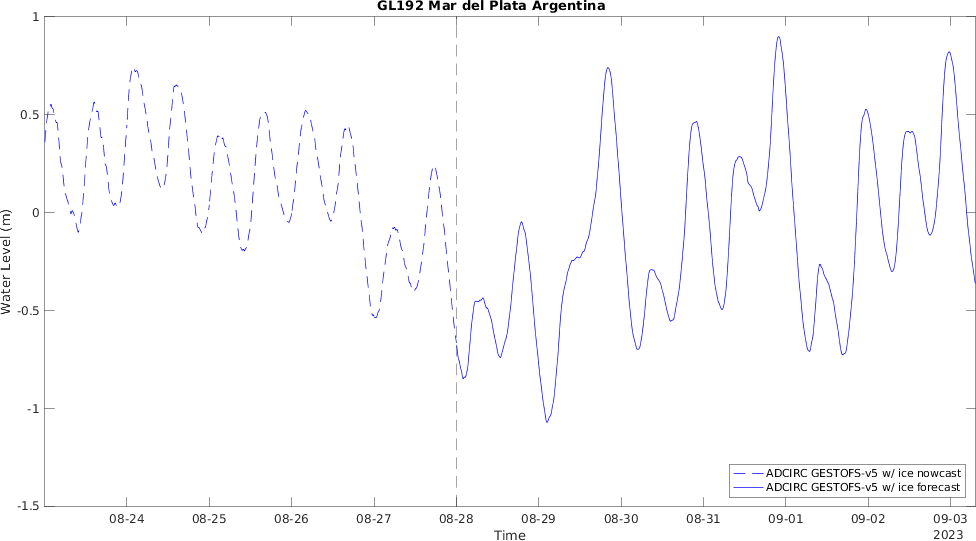 GL192 Mar del Plata Argentina
1
0.5
0
-0.5
-1
-1.5
Water Level (m)
08-24 08-25 08-26 08-27 08-28 08-29 08-30 08-31 09-01 09-02 09-03
Time
2023
ADCIRC GESTOFS-v5 w/ ice nowcast
ADCIRC GESTOFS-v5 w/ ice forecast